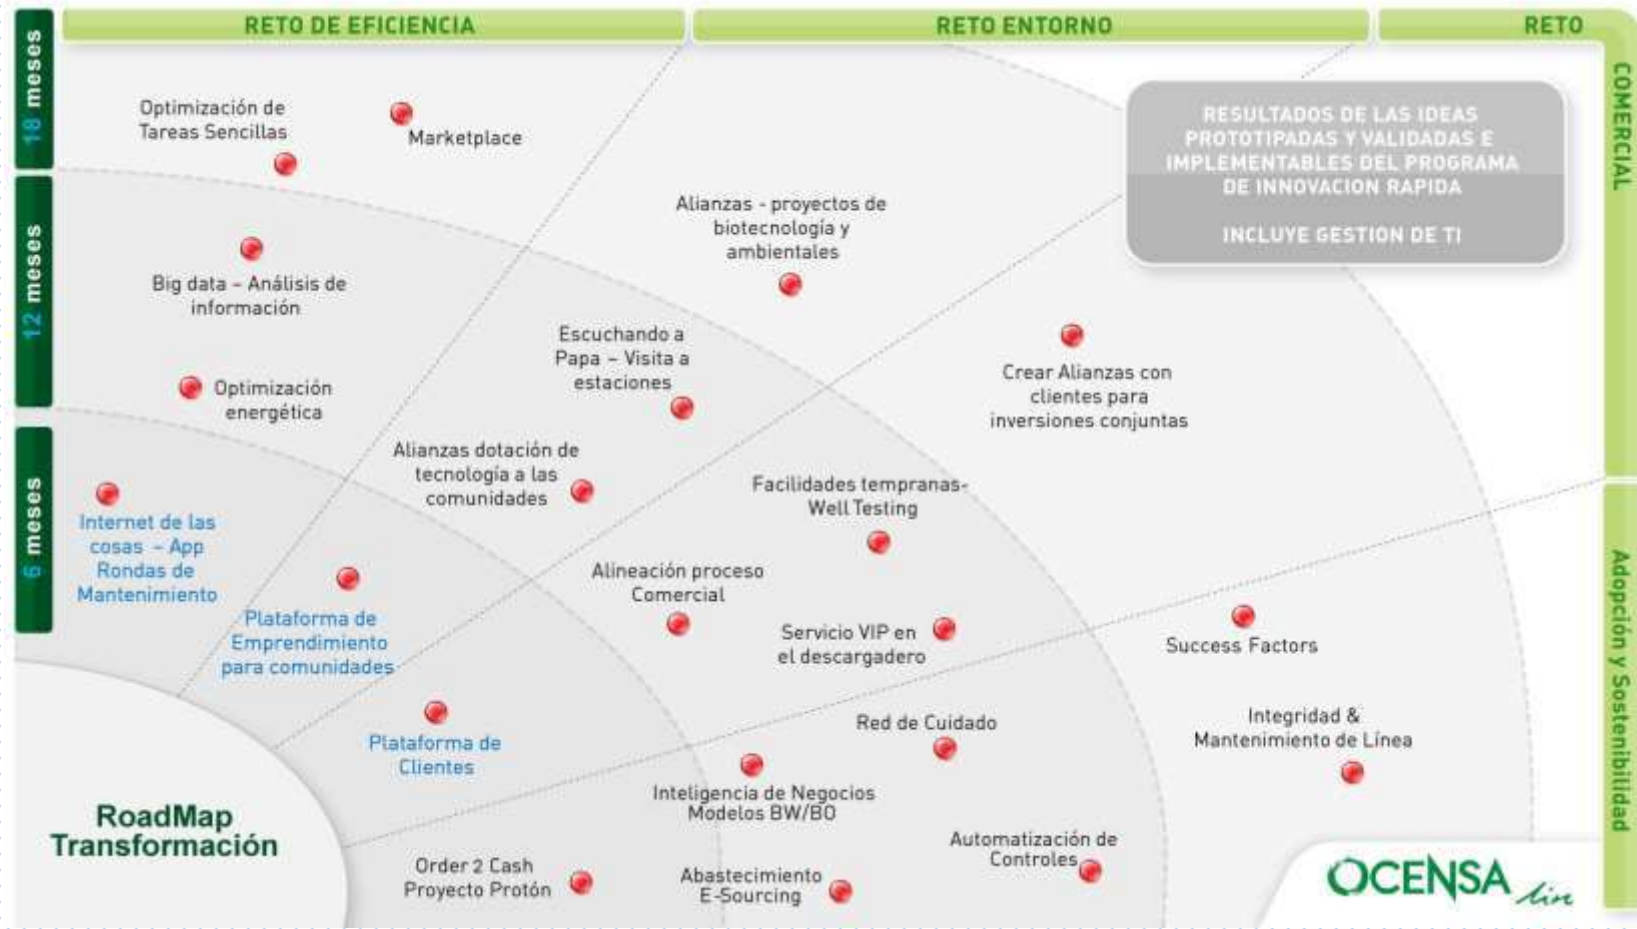 RETO DE EFICIENCIA
RETO ENTORNO
RETO
COMERCIAL
Adopción y Sostenibilidad
18 meses
12 meses
6 meses
RESULTADOS DE LAS IDEAS
PROTOTIPADAS Y VALIDADAS E
IMPLEMENTABLES DEL PROGRAMA
DE INNOVACION RAPIDA
INCLUYE GESTION DE TI
Optimización de
Tareas Sencillas
Marketplace
Big data – Análisis de
información
Optimización
energética
Internet de las
cosas – App
Rondas de
Mantenimiento
Alianzas - proyectos de
biotecnología y
ambientales
Escuchando a
Papa – Visita a
estaciones
Alianzas dotación de
tecnología a las
comunidades
Plataforma de
Emprendimiento
para comunidades
Crear Alianzas con
clientes para
inversiones conjuntas
Facilidades tempranas-
Well Testing
Alineación proceso
Comercial
Servicio VIP en
el descargadero
Plataforma de
Clientes
Success Factors
Integridad &
Mantenimiento de Línea
Red de Cuidado
Inteligencia de Negocios
Modelos BW/BO
Automatización de
Controles
Order 2 Cash
Proyecto Protón
Abastecimiento
E-Sourcing
RoadMap
Transformación
OCENSA live